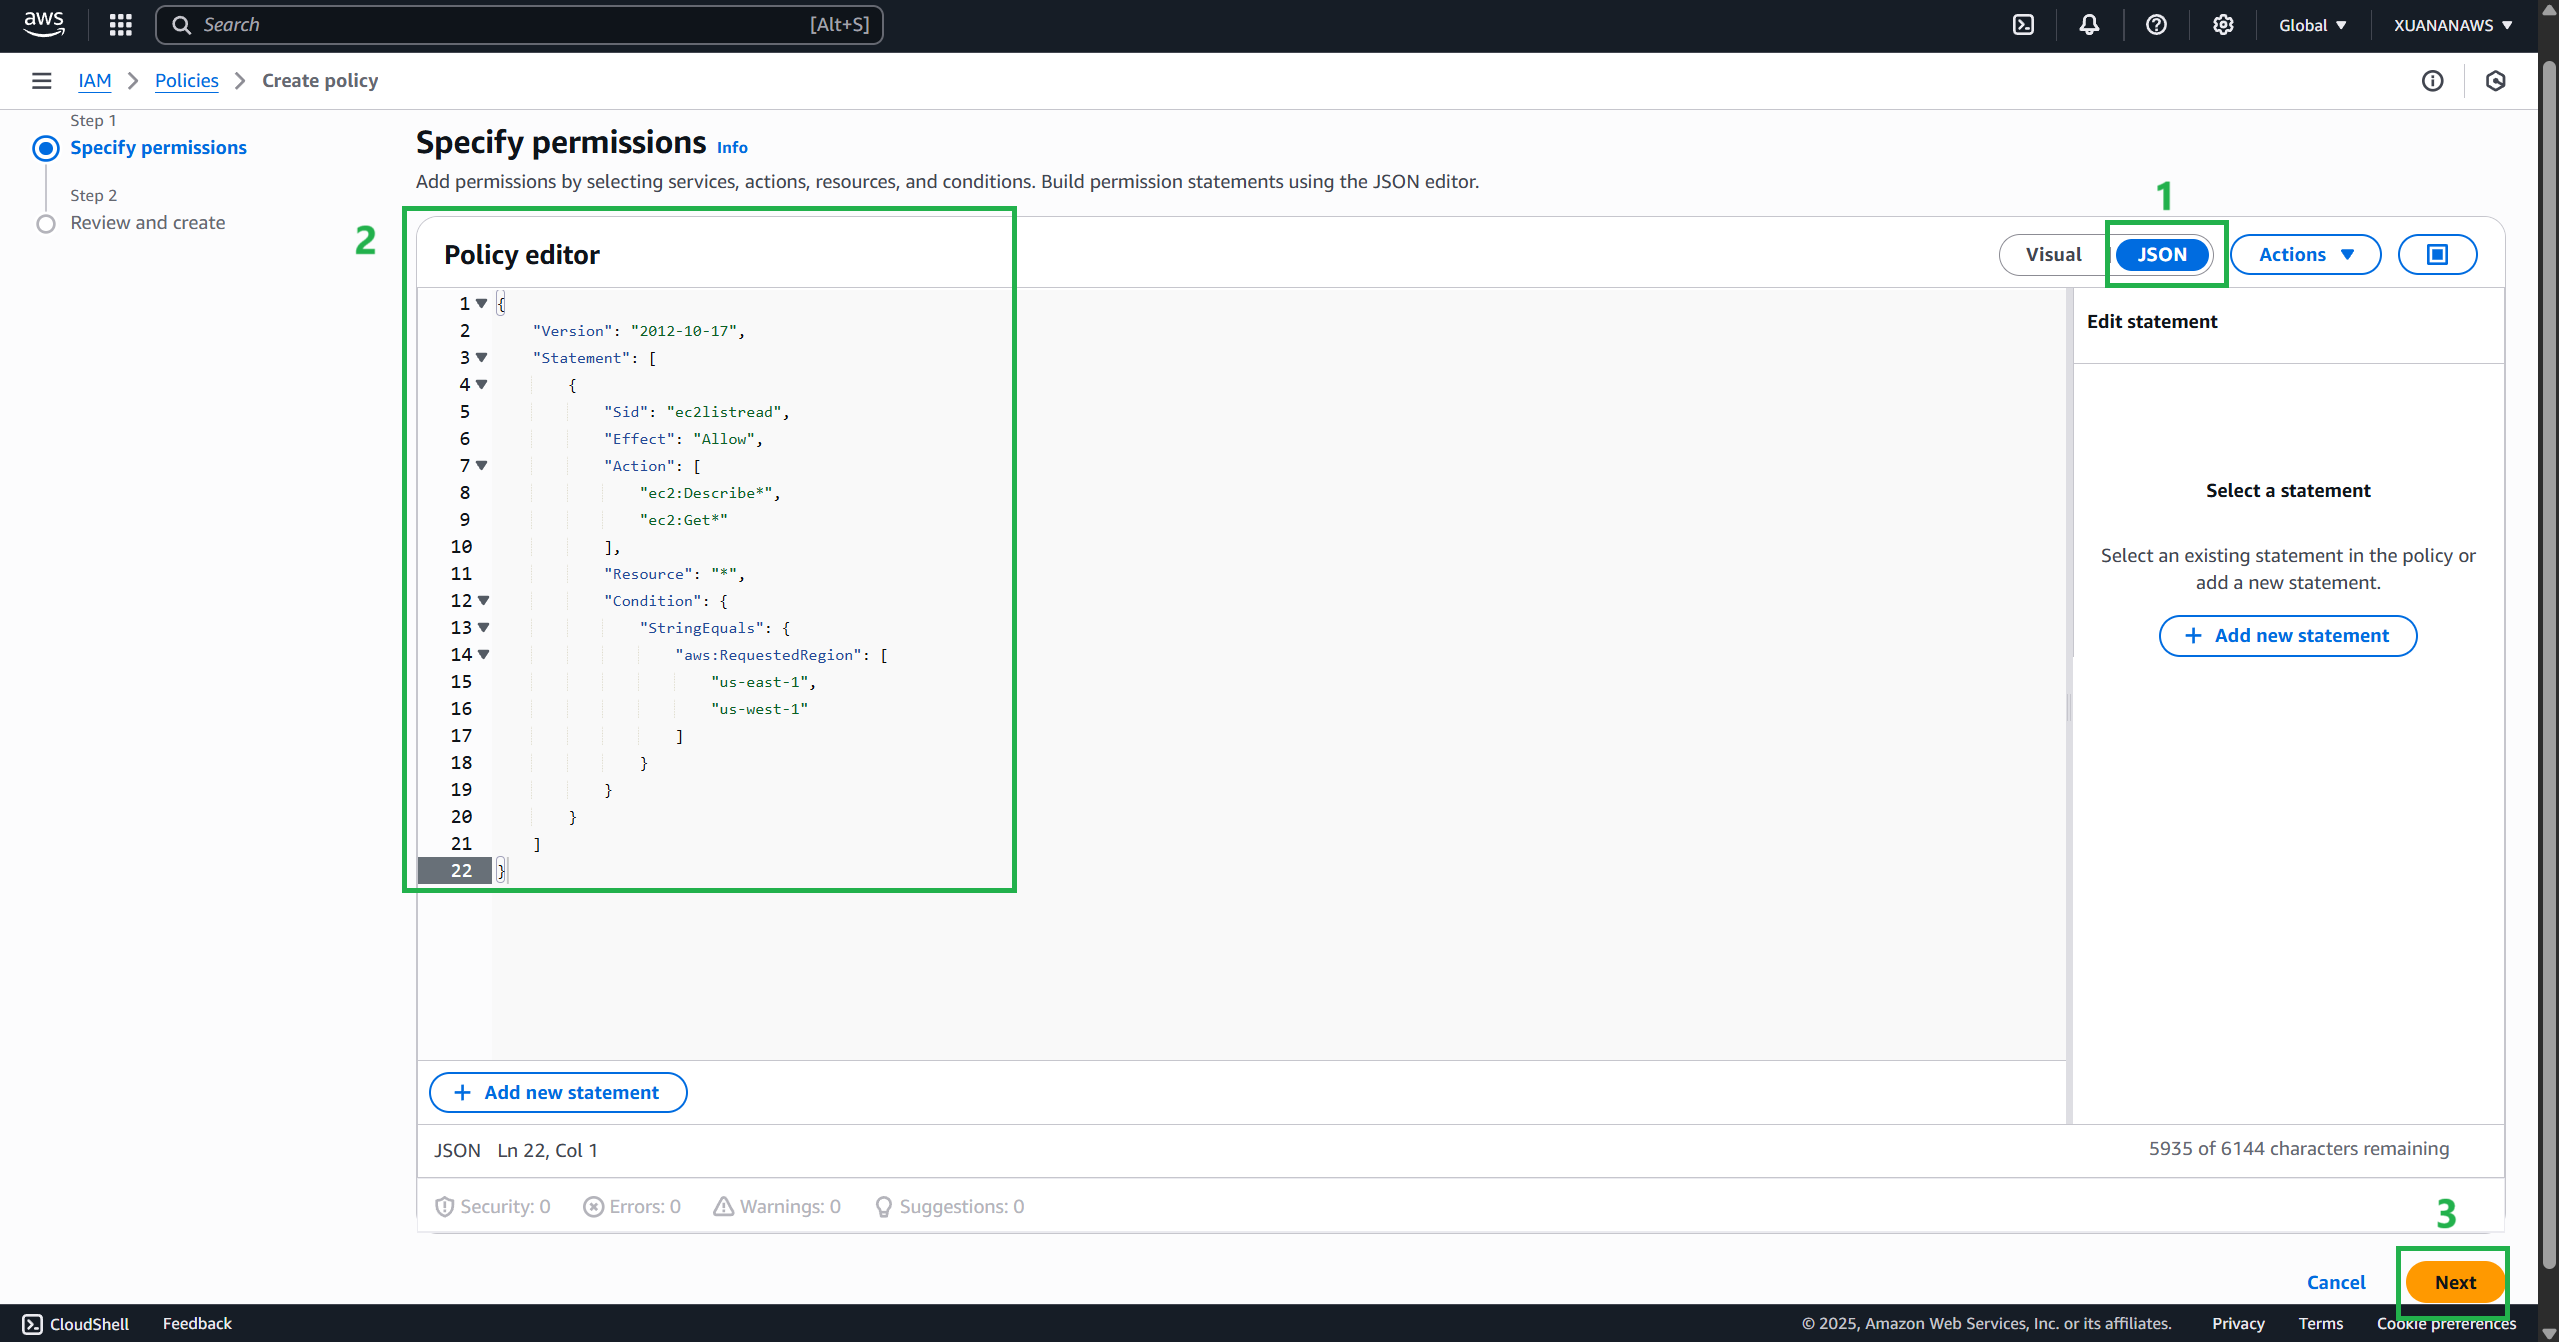 aws
Search [Alt+S]
Global
XUANANAWS
IAM
Policies
Create policy
Step 1
Specify permissions
Step 2
Review and create
Specify permissions Info
Add permissions by selecting services, actions, resources, and conditions. Build permission statements using the JSON editor.
1
2
Policy editor
Visual
JSON
Actions
1 {
2 "Version": "2012-10-17",
3 "Statement": [
4 {
5 "Sid": "ec2listread",
6 "Effect": "Allow",
7 "Action": [
8 "ec2:Describe*",
9 "ec2:Get*"
10 ],
11 "Resource": "*",
12 "Condition": {
13 "StringEquals": {
14 "aws:RequestedRegion": [
15 "us-east-1",
16 "us-west-1"
17 ]
18 }
19 }
20 }
21 ]
22 }
Edit statement
Select a statement
Select an existing statement in the policy or
add a new statement.
+ Add new statement
+ Add new statement
JSON Ln 22, Col 1
5935 of 6144 characters remaining
Security: 0
Errors: 0
Warnings: 0
Suggestions: 0
3
Cancel
Next
CloudShell
Feedback
© 2025, Amazon Web Services, Inc. or its affiliates.
Privacy
Terms
Cookie preferences